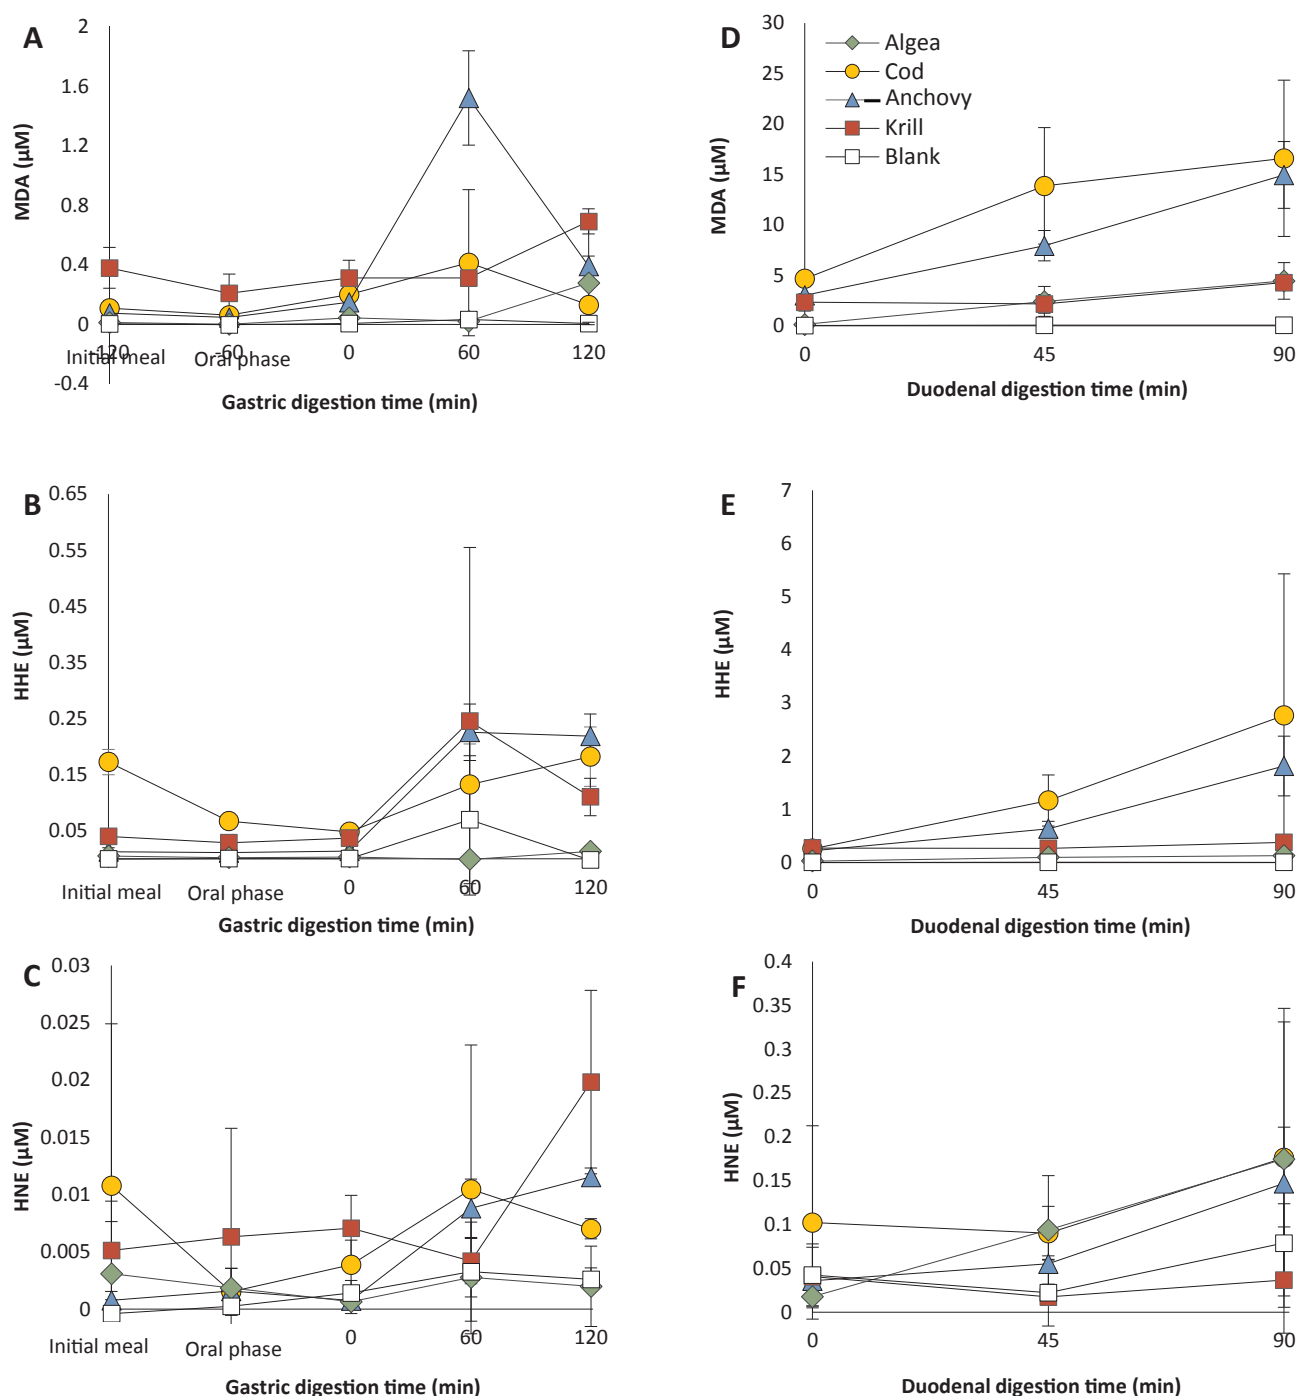 A
2
1.6
1.2
0.8
0.4
0
-0.4
MDA (µM)
Initial meal
-120
Oral phase
-60
0
60
120
Gastric digestion time (min)
D
30
25
20
15
10
5
0
MDA (µM)
Algea
Cod
Anchovy
Krill
Blank
0
45
90
Duodenal digestion time (min)
B
0.65
0.55
0.45
0.35
0.25
0.15
0.05
HHE (µM)
Initial meal
Oral phase
0
60
120
Gastric digestion time (min)
E
7
6
5
4
3
2
1
0
HHE (µM)
0
45
90
Duodenal digestion time (min)
C
0.03
0.025
0.02
0.015
0.01
0.005
0
HNE (µM)
Initial meal
Oral phase
0
60
120
Gastric digestion time (min)
F
0.4
0.35
0.3
0.25
0.2
0.15
0.1
0.05
0
HNE (µM)
0
45
90
Duodenal digestion time (min)